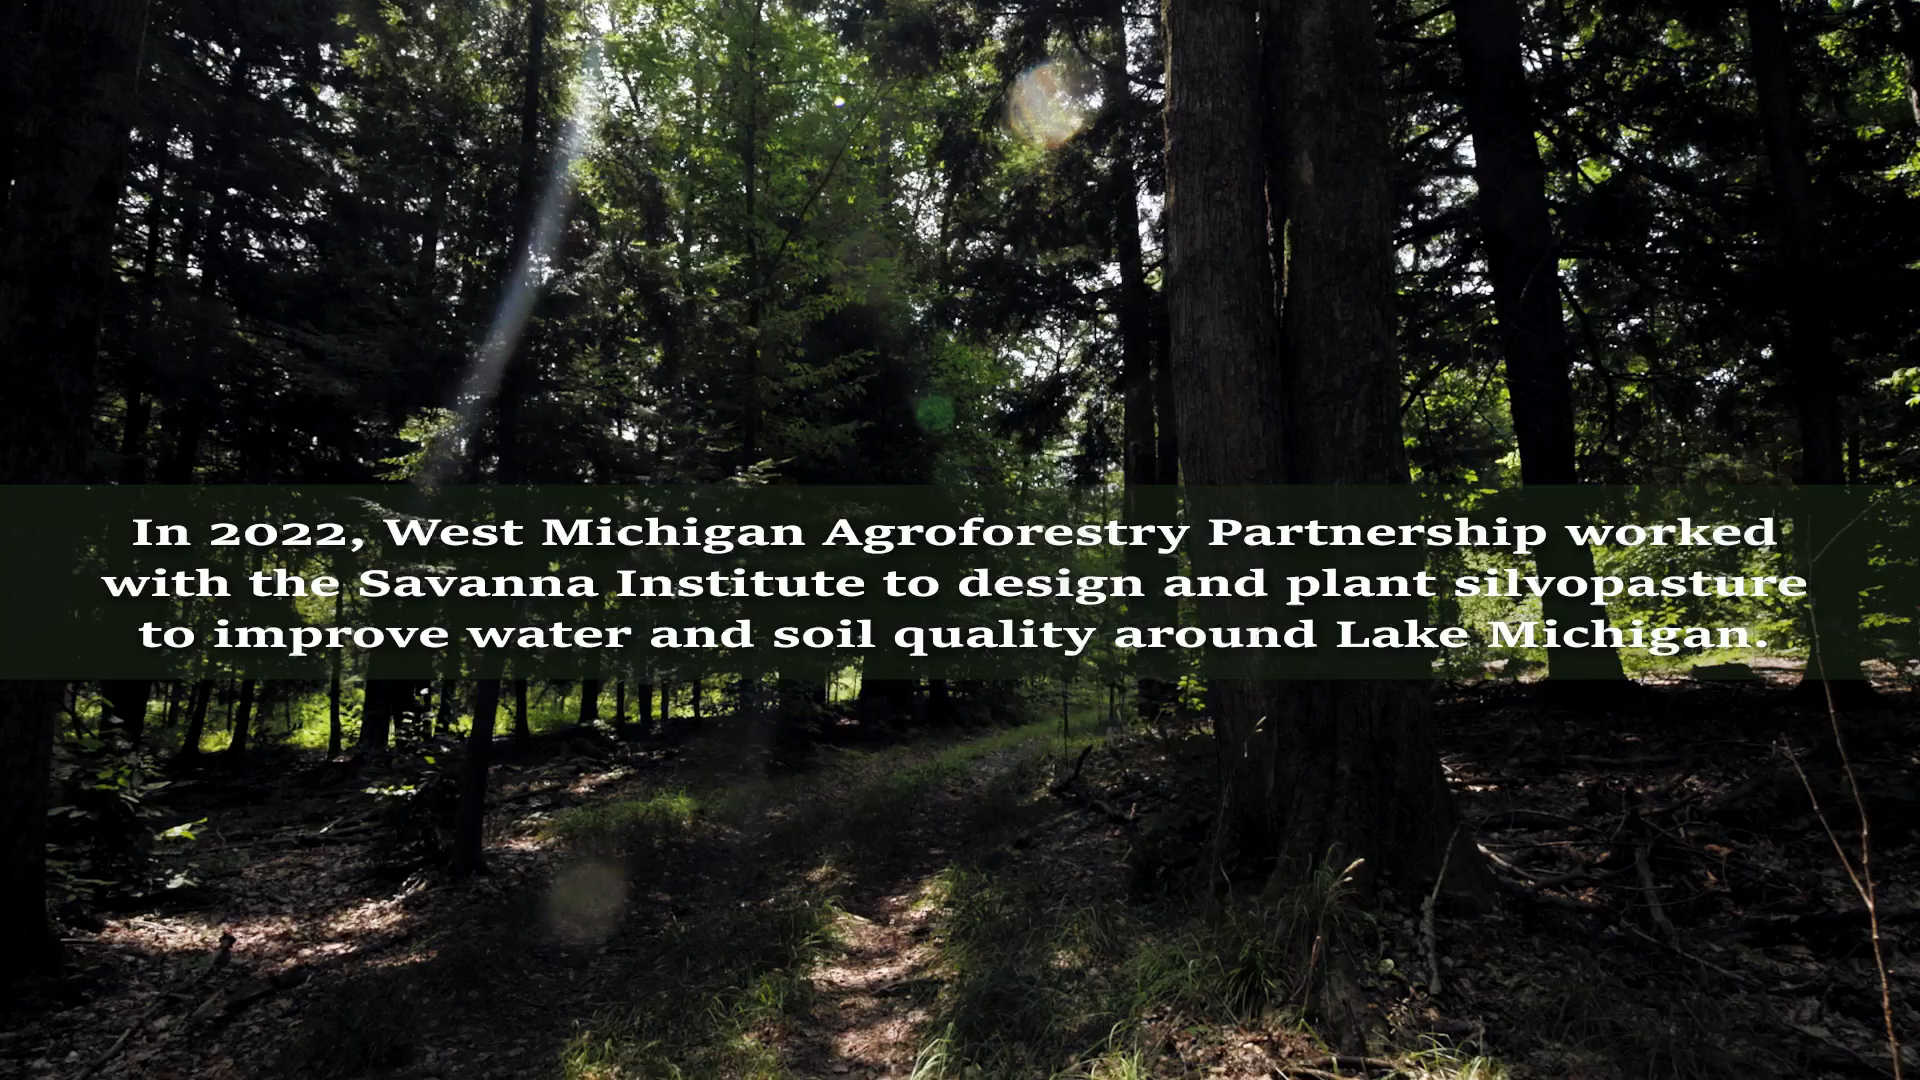 In 2022, West Michigan Agroforestry Partnership worked
with the Savanna Institute to design and plant silvopasture
to improve water and soil quality around Lake Michigan.